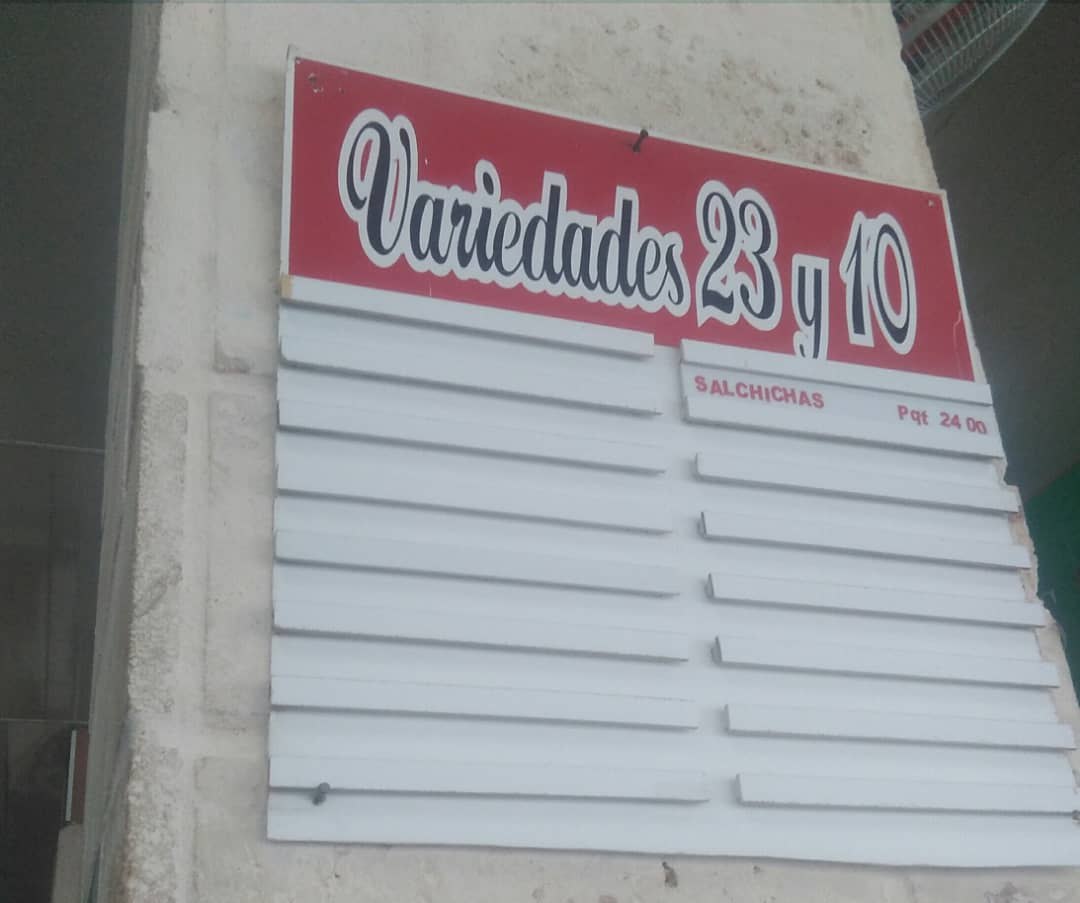 Variedades 23 y 10
SALCHICHAS Pqt 24 00